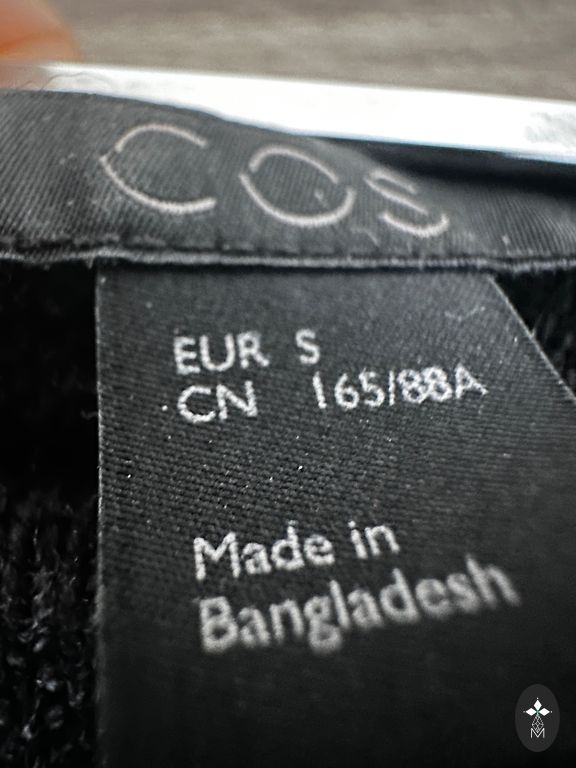 COS
EUR S
CN 165/88A
Made in
Bangladesh
M